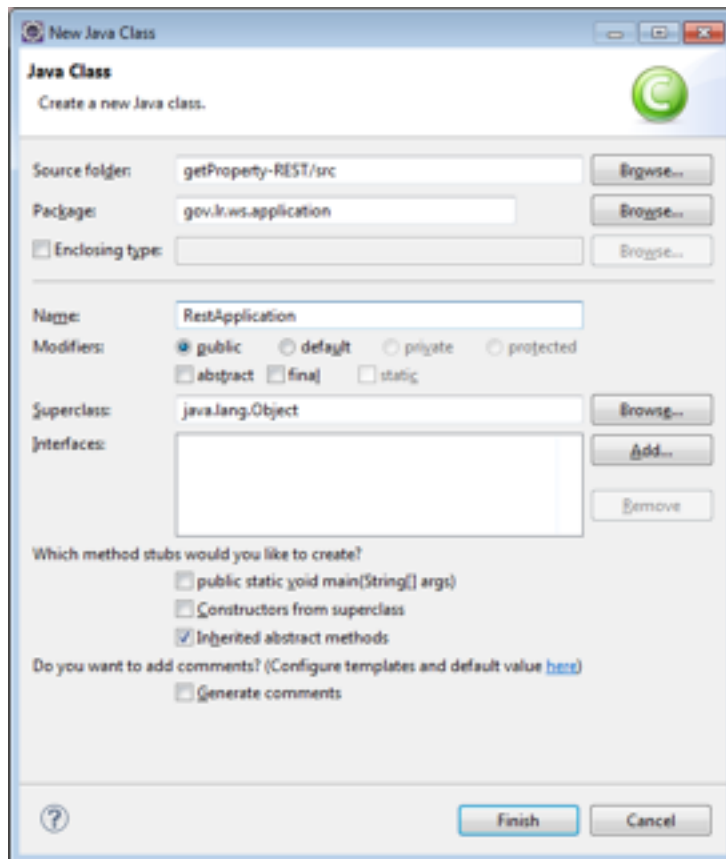 New Java Class
Java Class
Create a new Java class.
C
Source folder: getProperty-REST/src Browse...
Package: gov.lr.ws.application Browse...
Enclosing type: Browse...
Name: RestApplication
Modifiers: public default private protected
abstract final static
Superclass: java.lang.Object Browse...
Interfaces: Add...
Remove
Which method stubs would you like to create?
public static void main(String[] args)
Constructors from superclass
Inherited abstract methods
Do you want to add comments? (Configure templates and default value here)
Generate comments
? Finish Cancel